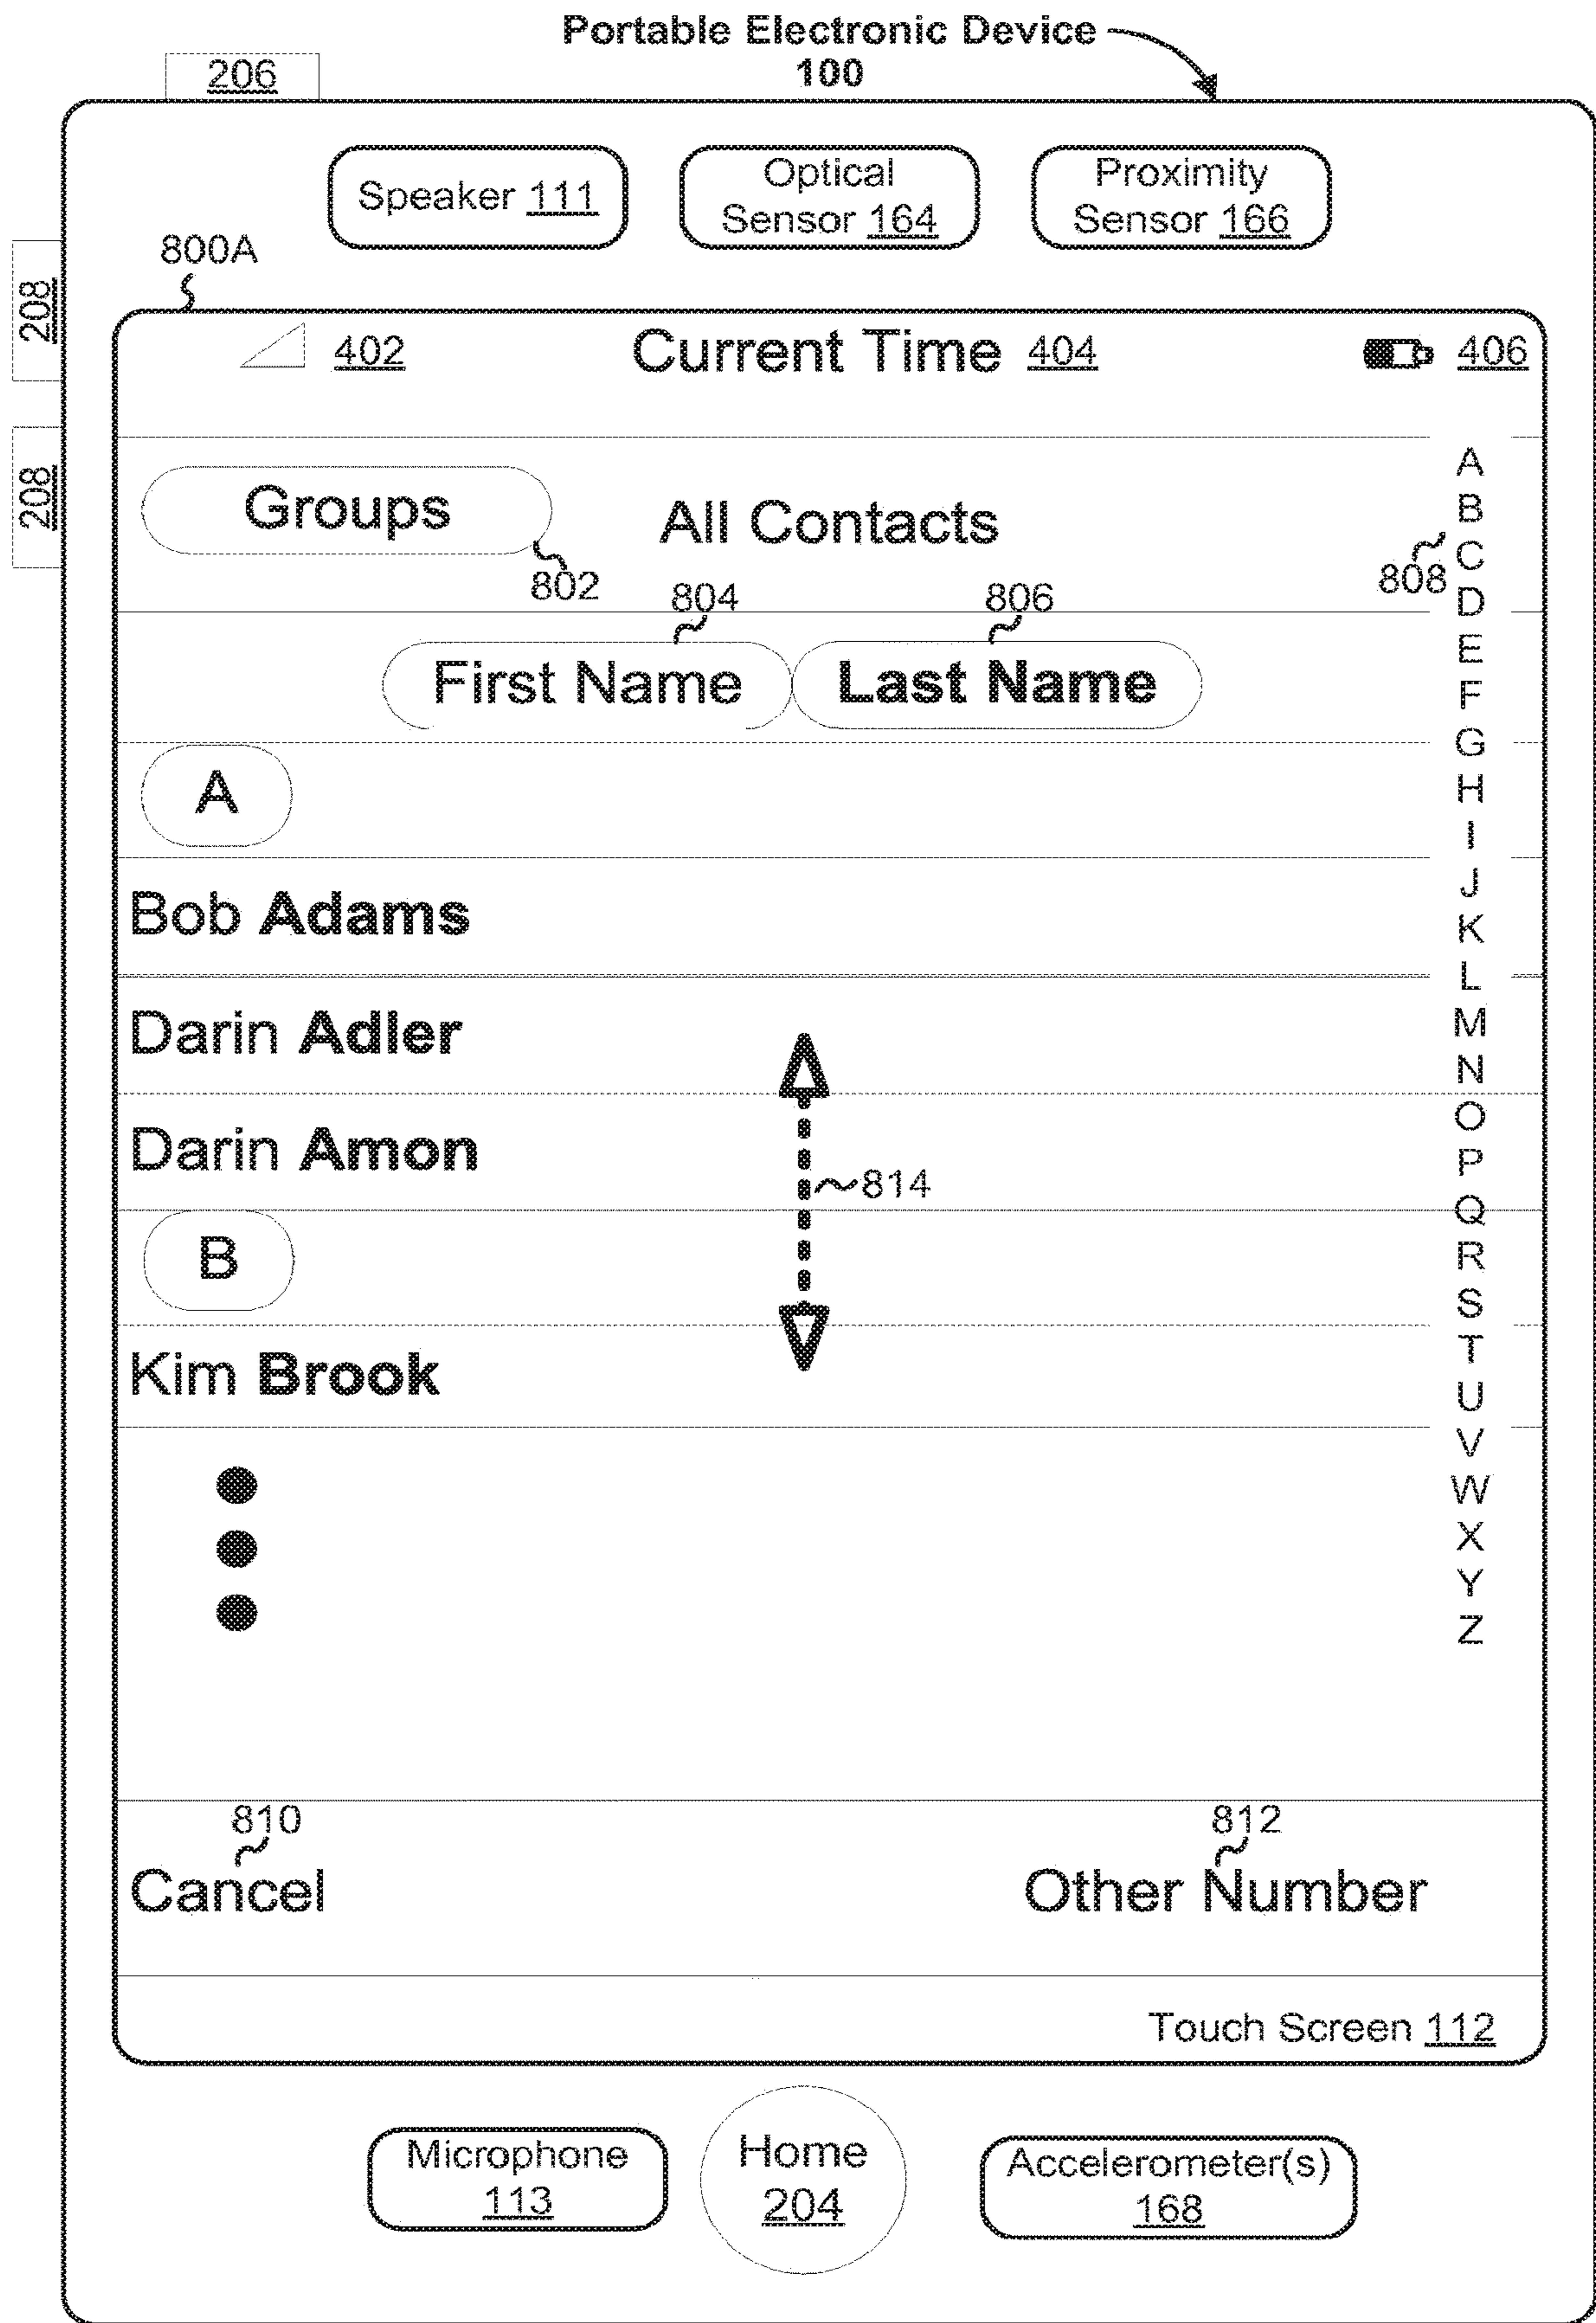 Portable Electronic Device
100
206
Speaker 111
Optical
Sensor 164
Proximity
Sensor 166
800A
208
208
402
Current Time 404
406
Groups
All Contacts
802
804
806
808
First Name
Last Name
A
Bob Adams
Darin Adler
Darin Amon
814
B
Kim Brook
A
B
C
D
E
F
G
H
I
J
K
L
M
N
O
P
Q
R
S
T
U
V
W
X
Y
Z
810
812
Cancel
Other Number
Touch Screen 112
Microphone
113
Home
204
Accelerometer(s)
168